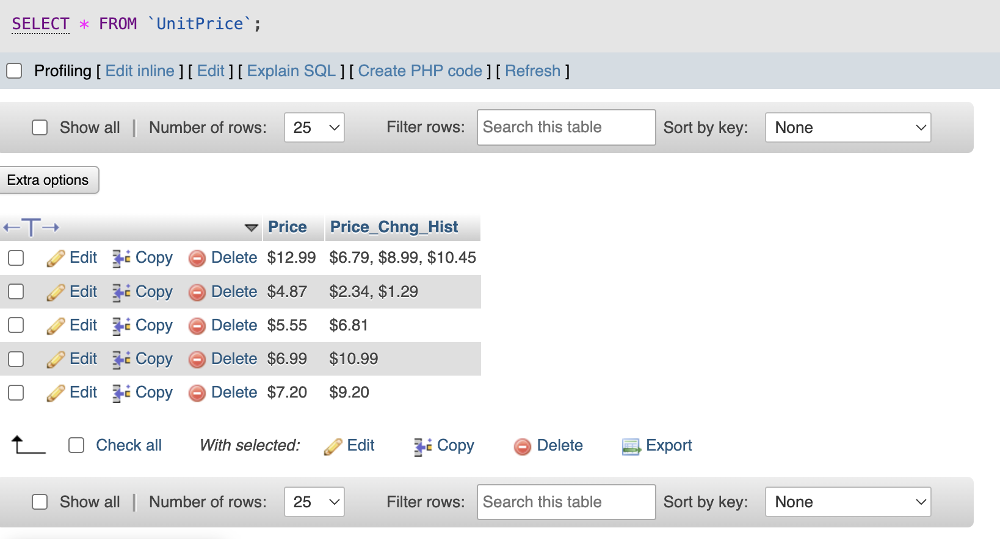 SELECT * FROM `UnitPrice`;
Profiling [ Edit inline ] [ Edit ] [ Explain SQL ] [ Create PHP code ] [ Refresh ]
Show all | Number of rows: 25 Filter rows: Search this table Sort by key: None
Extra options
←T→ Price Price_Chng_Hist
Edit Copy Delete $12.99 $6.79, $8.99, $10.45
Edit Copy Delete $4.87 $2.34, $1.29
Edit Copy Delete $5.55 $6.81
Edit Copy Delete $6.99 $10.99
Edit Copy Delete $7.20 $9.20
Check all With selected: Edit Copy Delete Export
Show all | Number of rows: 25 Filter rows: Search this table Sort by key: None